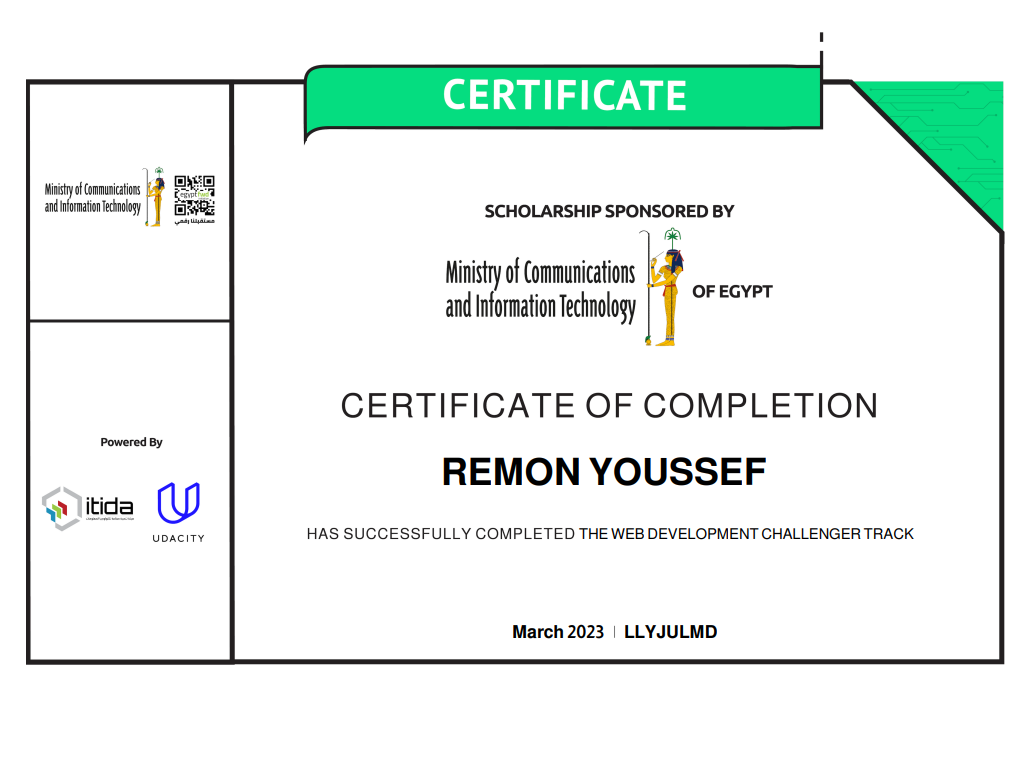 CERTIFICATE
Ministry of Communications
and Information Technology
egyptfwd
مستقبلنا رقمي
SCHOLARSHIP SPONSORED BY
Ministry of Communications
and Information Technology
OF EGYPT
CERTIFICATE OF COMPLETION
REMON YOUSSEF
HAS SUCCESSFULLY COMPLETED THE WEB DEVELOPMENT CHALLENGER TRACK
March 2023 | LLYJULMD
Powered By
itida
UDACITY